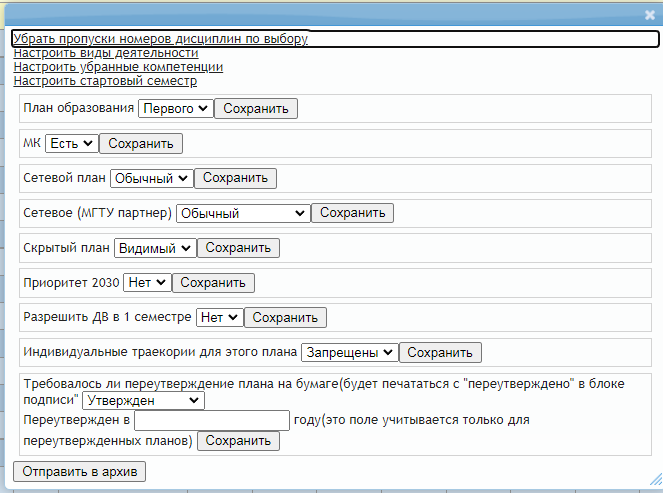 Убрать пропуски номеров дисциплин по выбору
Настроить виды деятельности
Настроить убранные компетенции
Настроить стартовый семестр
План образования Первого Сохранить
МК Есть Сохранить
Сетевой план Обычный Сохранить
Сетевое (МГТУ партнер) Обычный Сохранить
Скрытый план Видимый Сохранить
Приоритет 2030 Нет Сохранить
Разрешить ДВ в 1 семестре Нет Сохранить
Индивидуальные траекории для этого плана Запрещены Сохранить
Требовалось ли переутверждение плана на бумаге(будет печататься с "переутверждено" в блоке
подписи" Утвержден
Переутвержден в году(это поле учитывается только для
переутвержденных планов) Сохранить
Отправить в архив